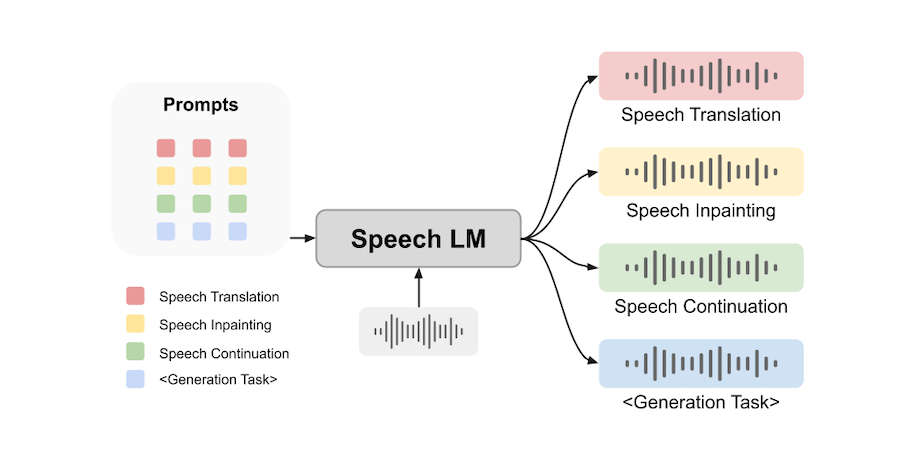 Prompts
Speech Translation
Speech Inpainting
Speech Continuation
<Generation Task>
Speech LM
Speech Translation
Speech Inpainting
Speech Continuation
<Generation Task>